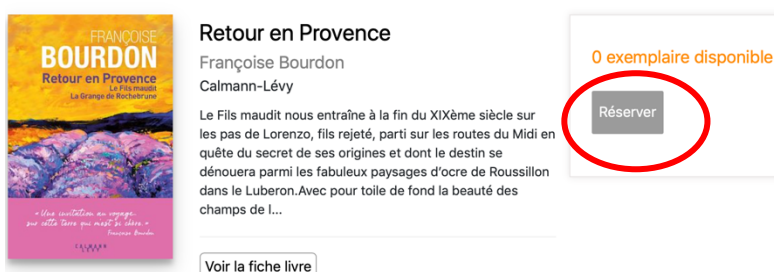 FRANÇOISE
BOURDON
Retour en Provence
Le Fils maudit
La Grange de Rochebrune
« Une invitation au voyage
sur cette terre qui m'est si chère. »
Françoise Bourdon
CALMANN
LÉVY
Retour en Provence
Françoise Bourdon
Calmann-Lévy
Le Fils maudit nous entraîne à la fin du XIXème siècle sur
les pas de Lorenzo, fils rejeté, parti sur les routes du Midi en
quête du secret de ses origines et dont le destin se
dénouera parmi les fabuleux paysages d'ocre de Roussillon
dans le Luberon.Avec pour toile de fond la beauté des
champs de l...
Voir la fiche livre
0 exemplaire disponible
Réserver